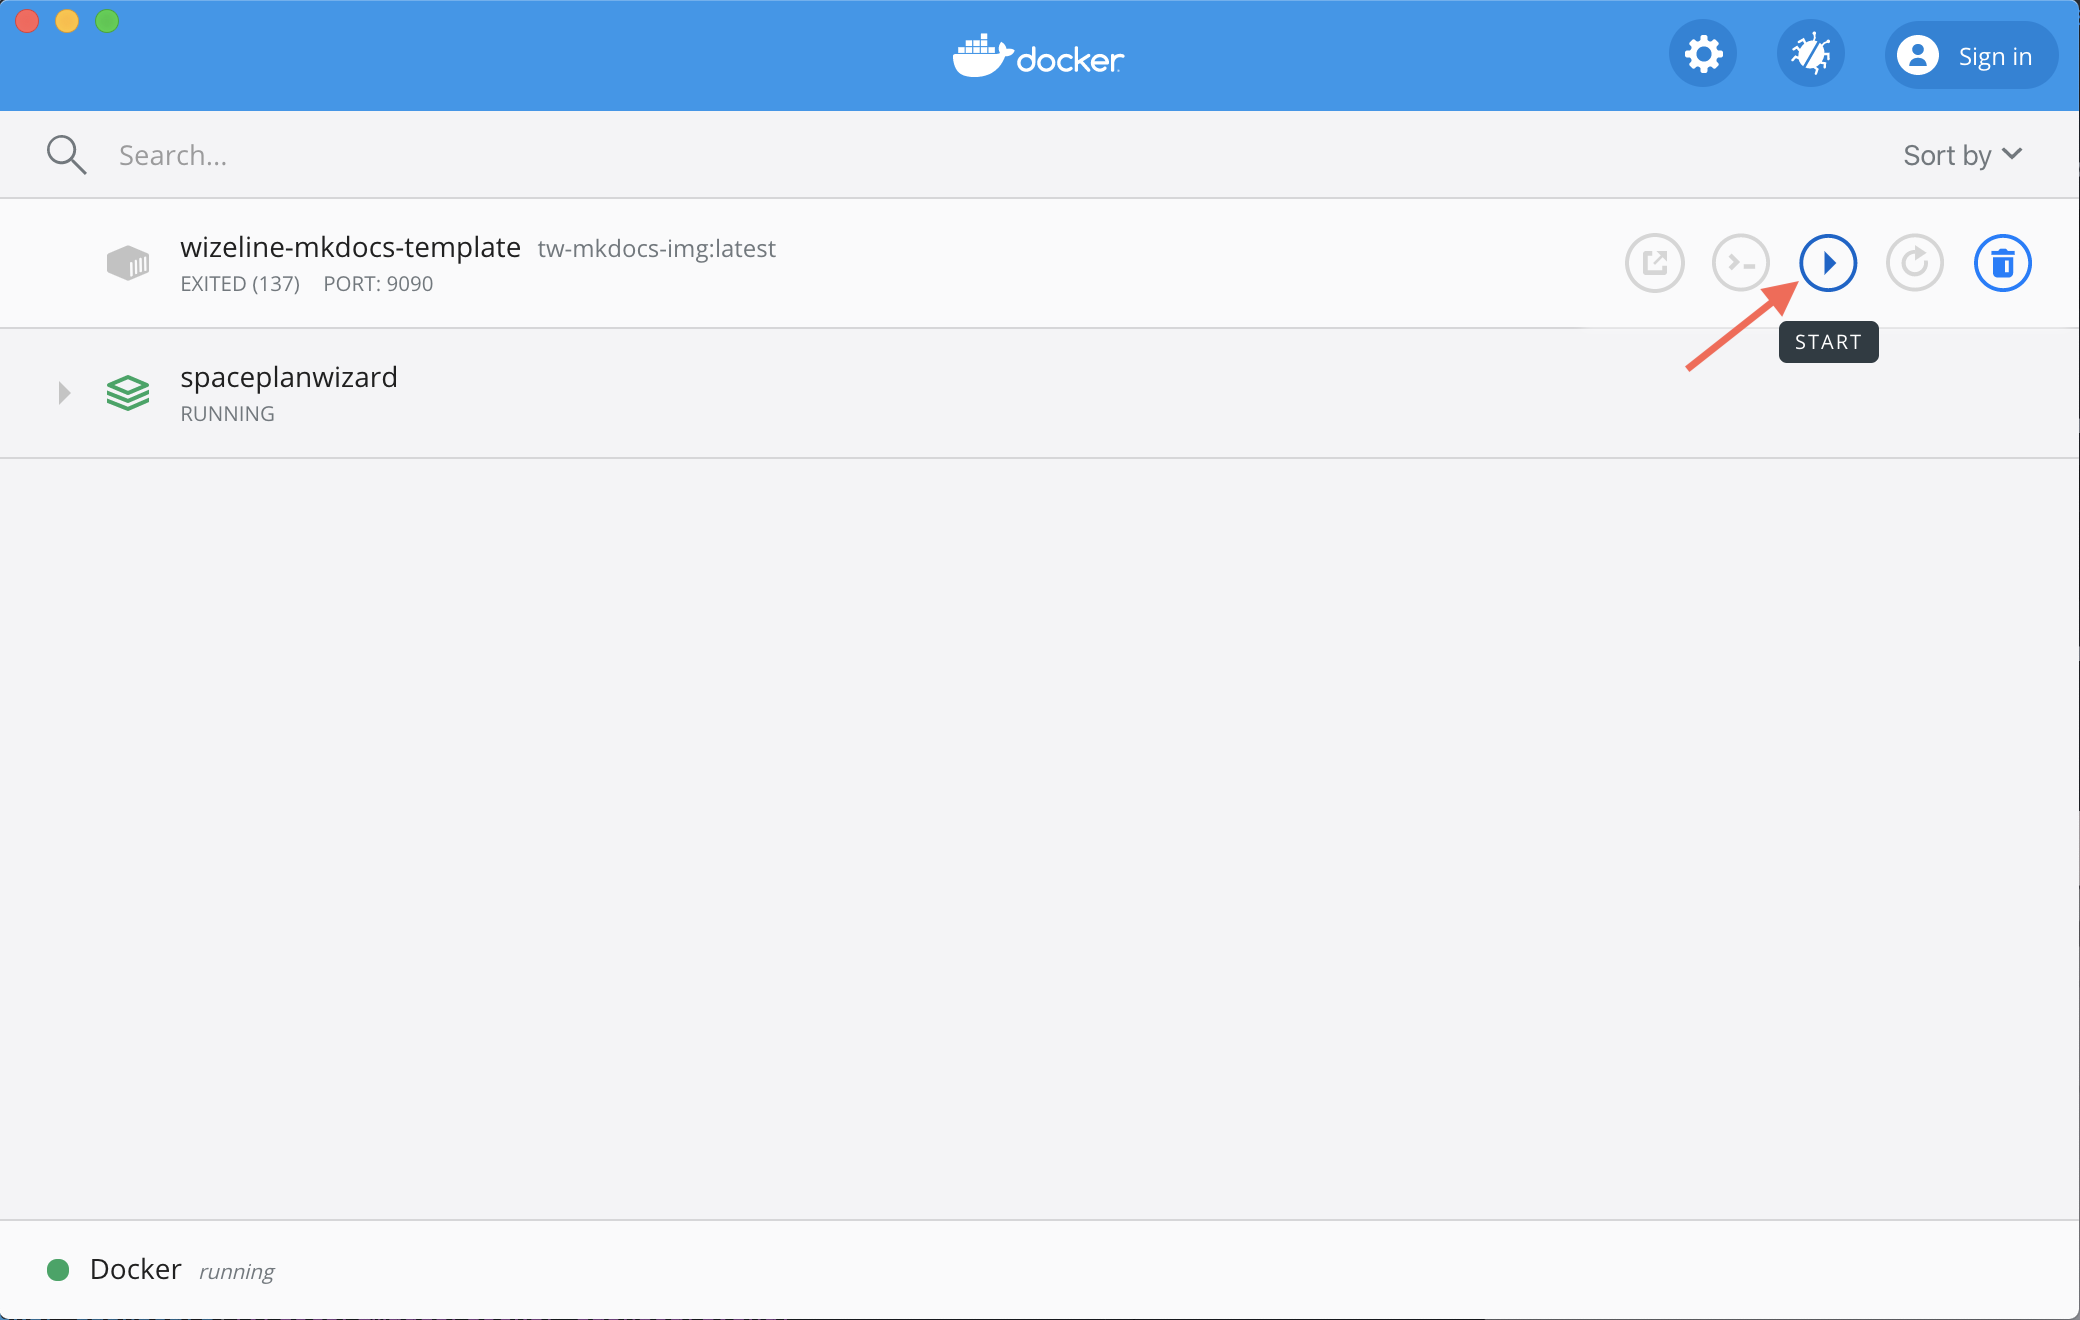 docker
Sign in
Search...
Sort by
wizeline-mkdocs-template tw-mkdocs-img:latest
EXITED (137) PORT: 9090
START
spaceplanwizard
RUNNING
Docker running